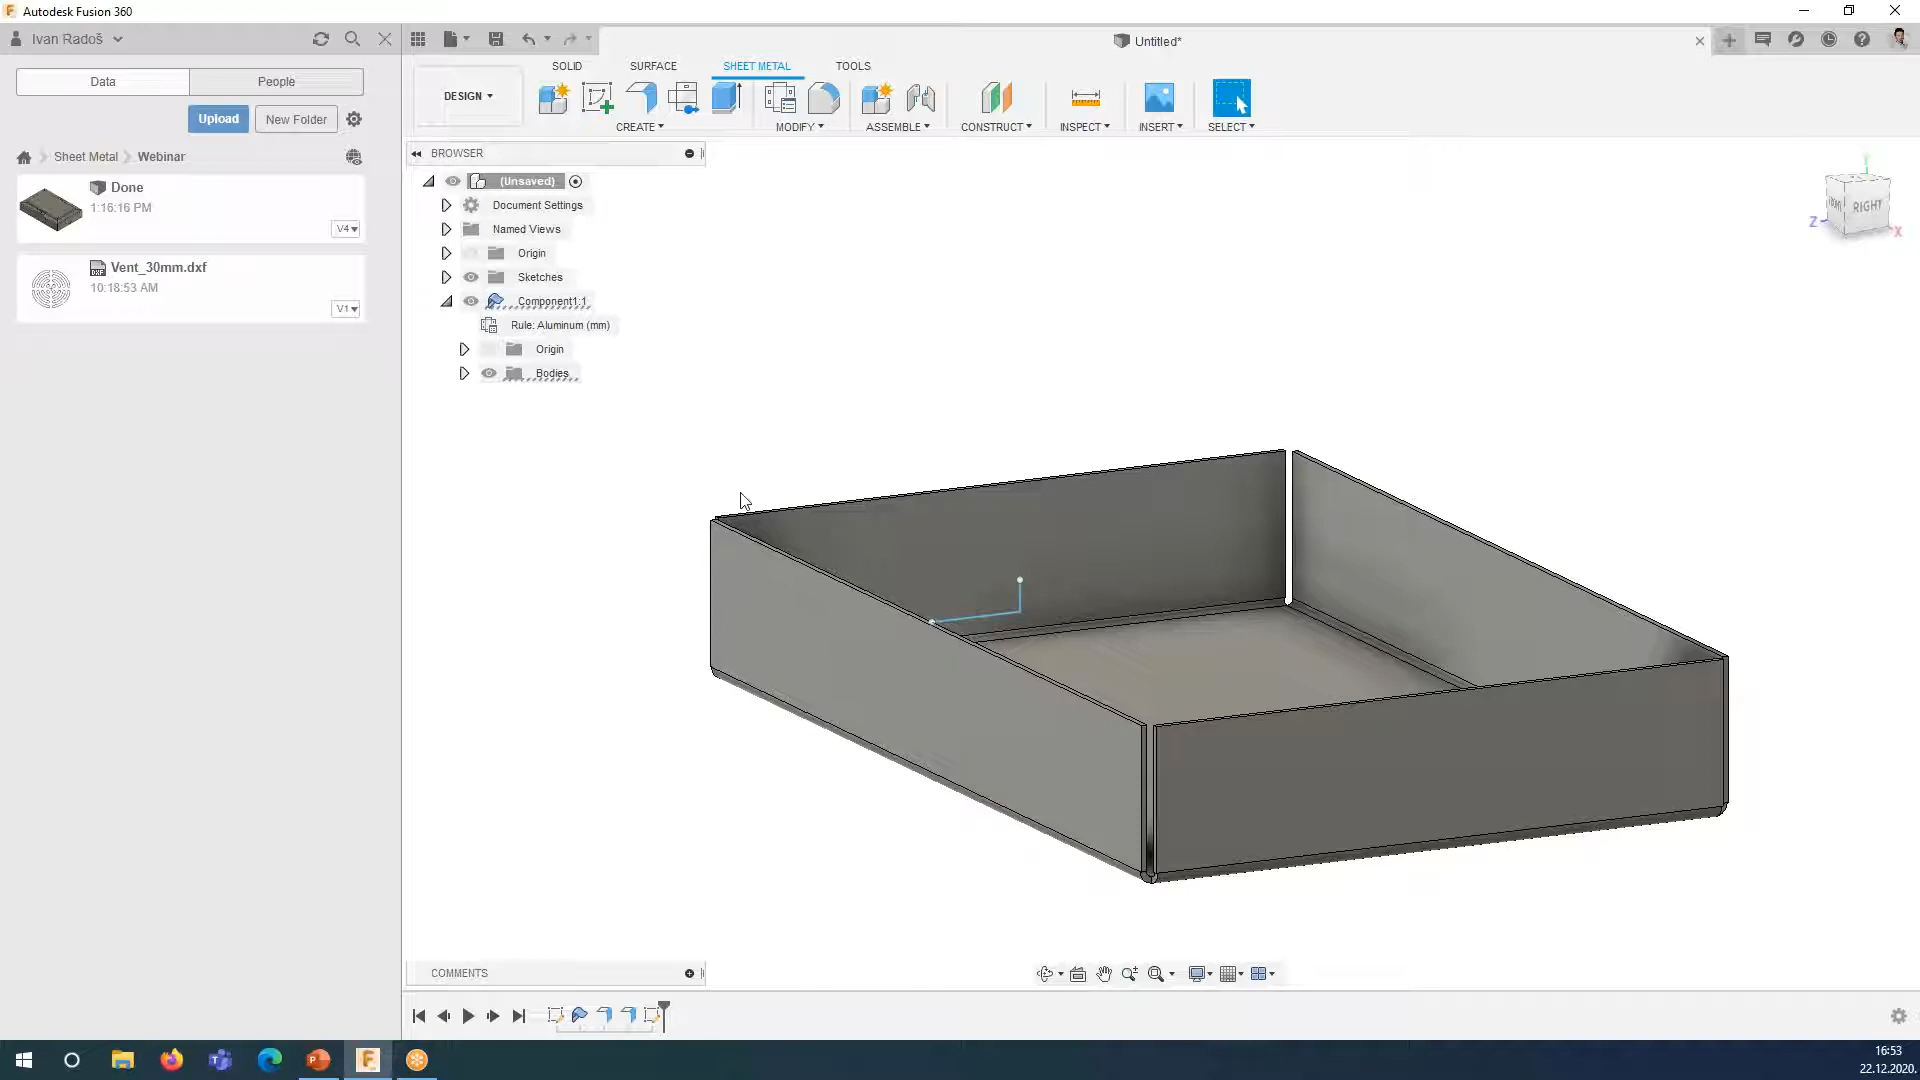 Autodesk Fusion 360
Ivan Radoš
Untitled*
Data
People
Upload
New Folder
Sheet Metal
Webinar
Done
1:16:16 PM
V4
Vent_30mm.dxf
10:18:53 AM
V1
SOLID
SURFACE
SHEET METAL
TOOLS
DESIGN
CREATE
MODIFY
ASSEMBLE
CONSTRUCT
INSPECT
INSERT
SELECT
BROWSER
(Unsaved)
Document Settings
Named Views
Origin
Sketches
Component1:1
Rule: Aluminum (mm)
Origin
Bodies
Y
RIGHT
Z
X
COMMENTS
16:53
22.12.2020.